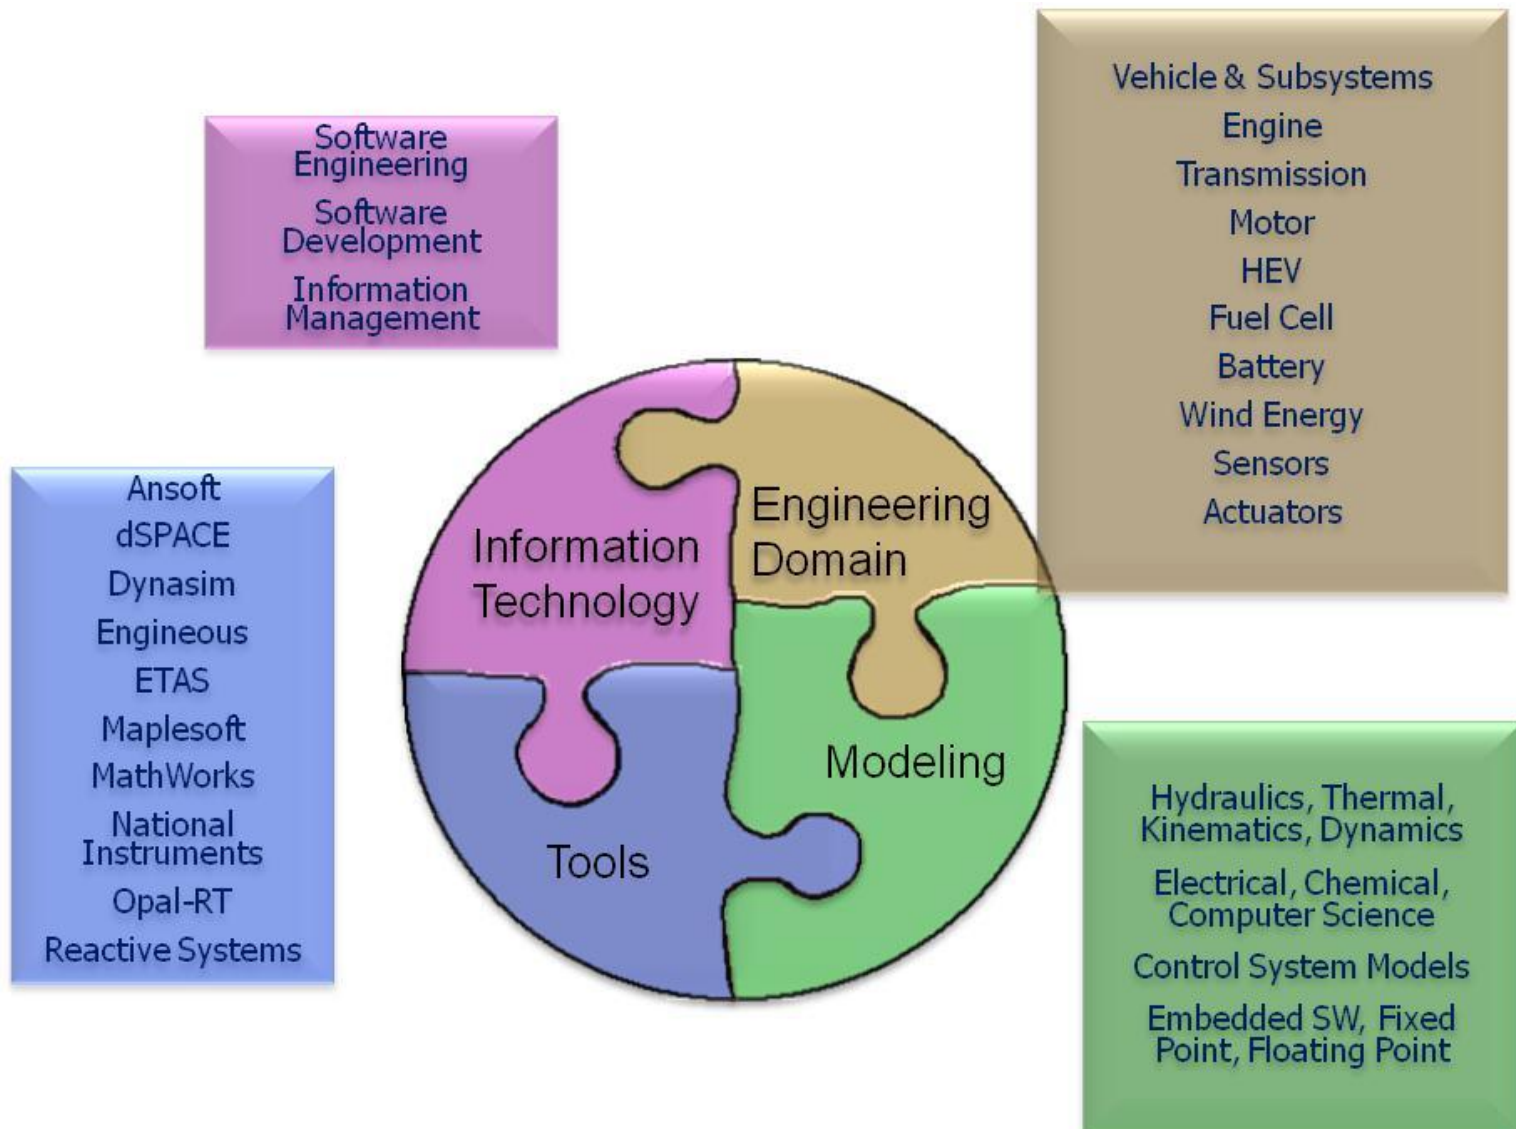 Software
Engineering
Software
Development
Information
Management
Vehicle & Subsystems
Engine
Transmission
Motor
HEV
Fuel Cell
Battery
Wind Energy
Sensors
Actuators
Ansoft
dSPACE
Dynasim
Engineous
ETAS
Maplesoft
MathWorks
National
Instruments
Opal-RT
Reactive Systems
Information
Technology
Engineering
Domain
Tools
Modeling
Hydraulics, Thermal,
Kinematics, Dynamics
Electrical, Chemical,
Computer Science
Control System Models
Embedded SW, Fixed
Point, Floating Point